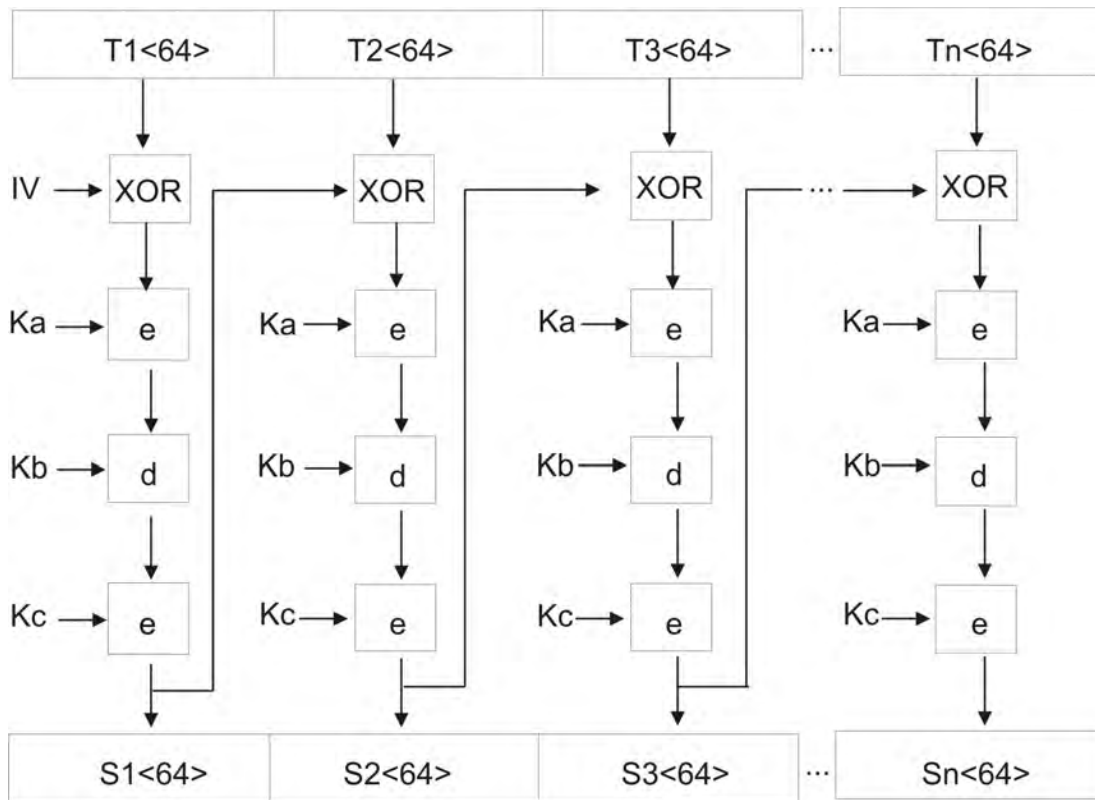 T1<64> T2<64> T3<64> ... Tn<64>
IV XOR XOR XOR ... XOR
Ka e Ka e Ka e Ka e
Kb d Kb d Kb d Kb d
Kc e Kc e Kc e Kc e
S1<64> S2<64> S3<64> ... Sn<64>